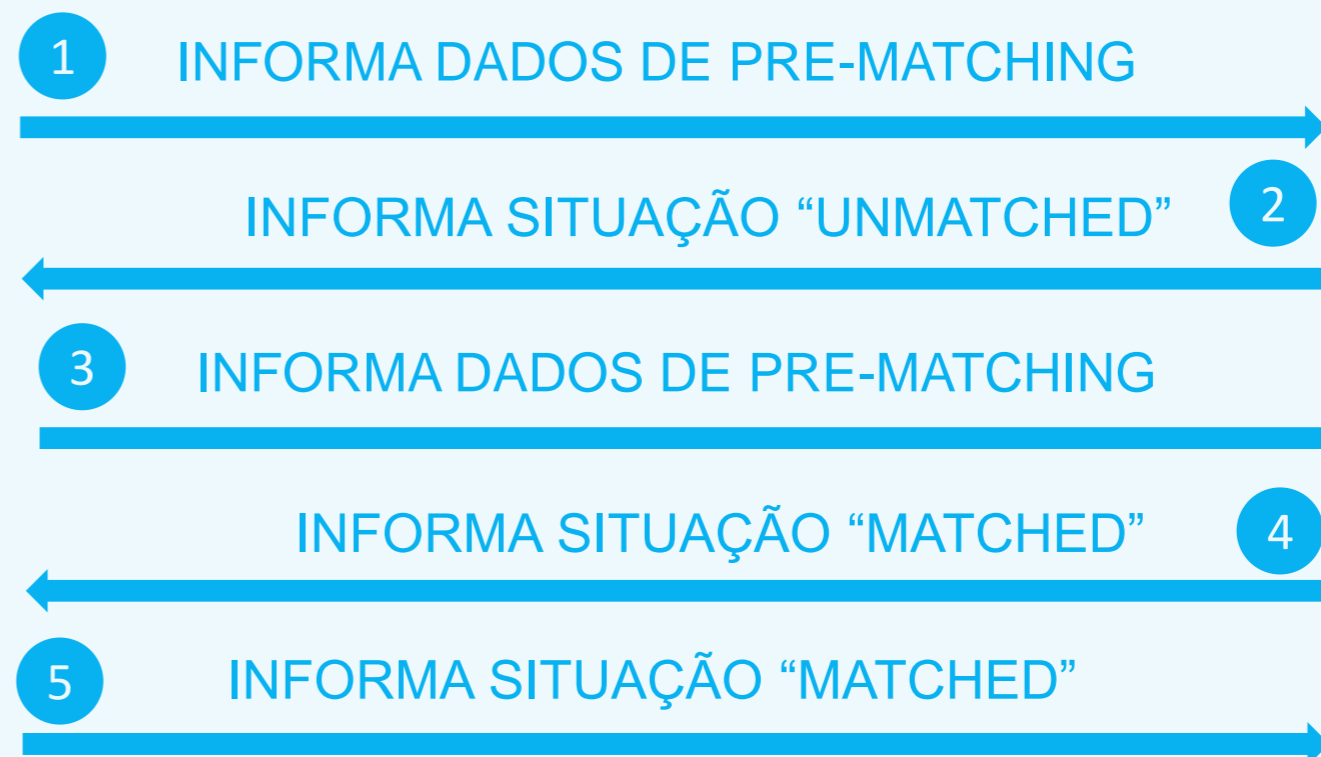 1 INFORMA DADOS DE PRE-MATCHING
INFORMA SITUAÇÃO “UNMATCHED” 2
3 INFORMA DADOS DE PRE-MATCHING
INFORMA SITUAÇÃO “MATCHED” 4
5 INFORMA SITUAÇÃO “MATCHED”